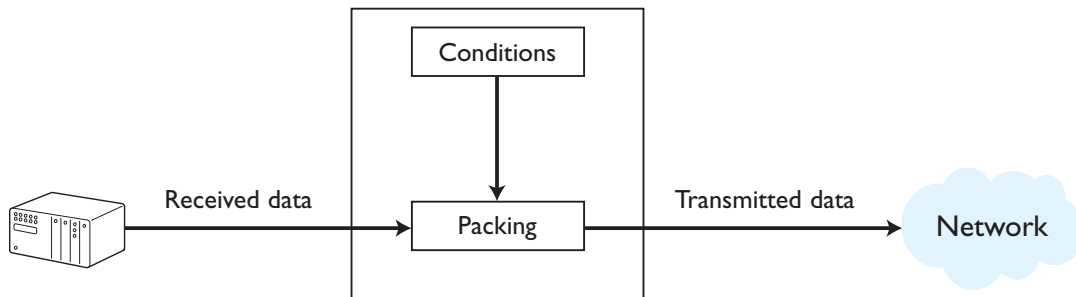 Conditions
Received data
Packing
Transmitted data
Network